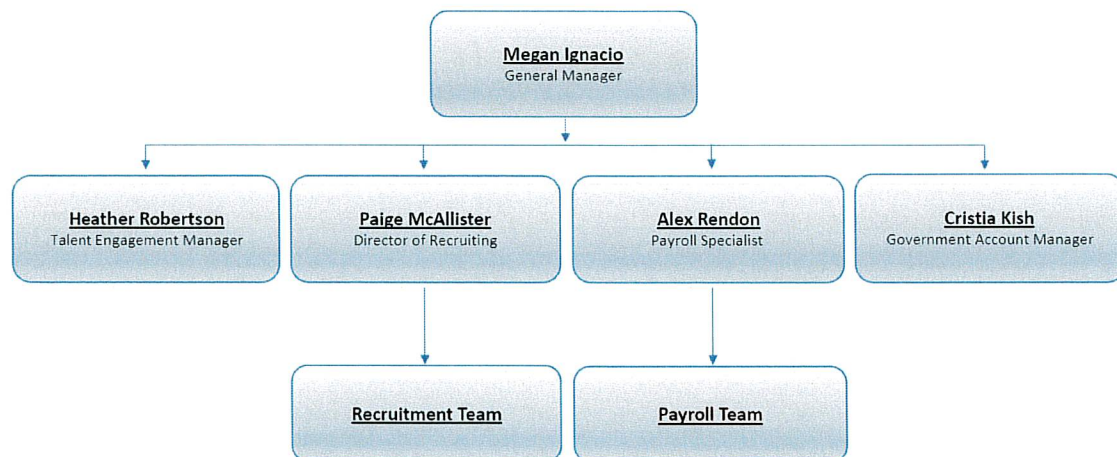 Megan Ignacio
General Manager
Heather Robertson
Talent Engagement Manager
Paige McAllister
Director of Recruiting
Alex Rendon
Payroll Specialist
Cristia Kish
Government Account Manager
Recruitment Team
Payroll Team